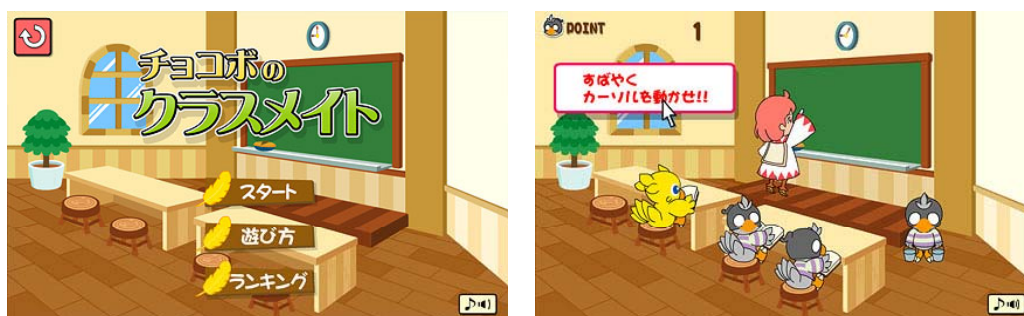 チョコボの
クラスメイト
スタート
遊び方
ランキング
POINT 1
すばやく
カーソルを動かせ!!